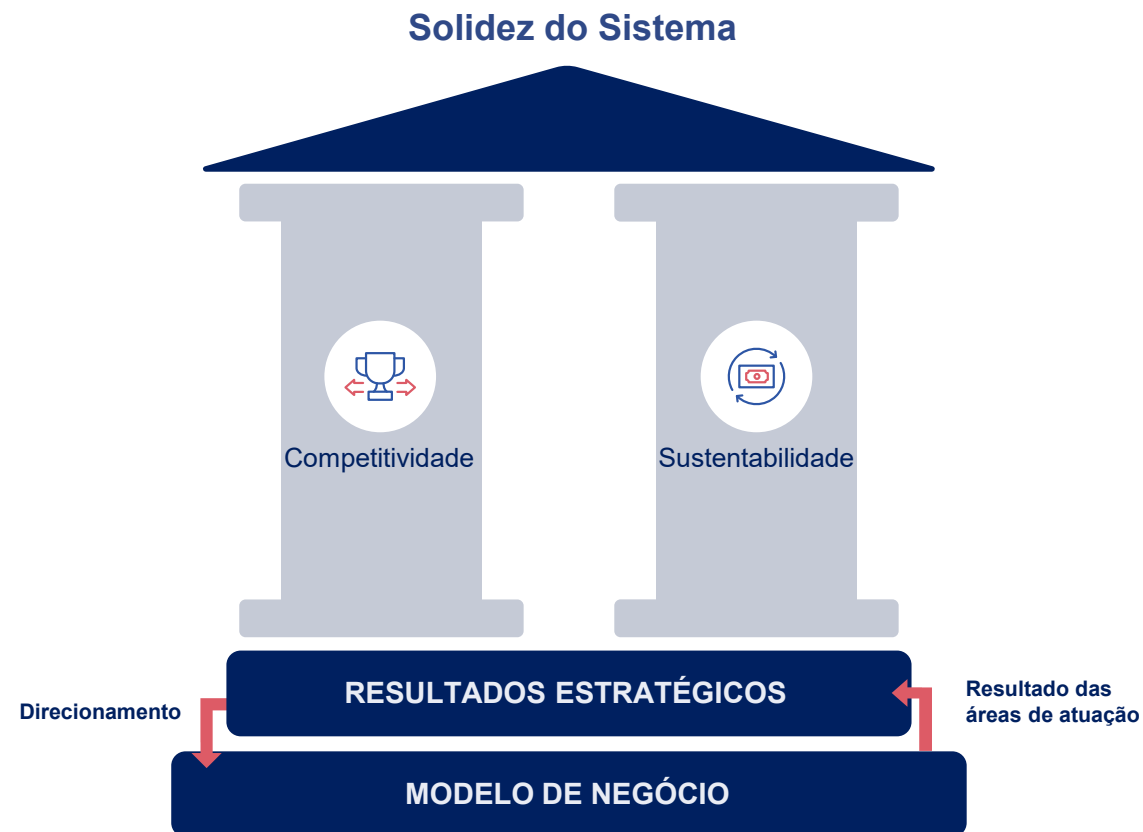 Solidez do Sistema
Competitividade
Sustentabilidade
RESULTADOS ESTRATÉGICOS
Direcionamento
Resultado das
áreas de atuação
MODELO DE NEGÓCIO